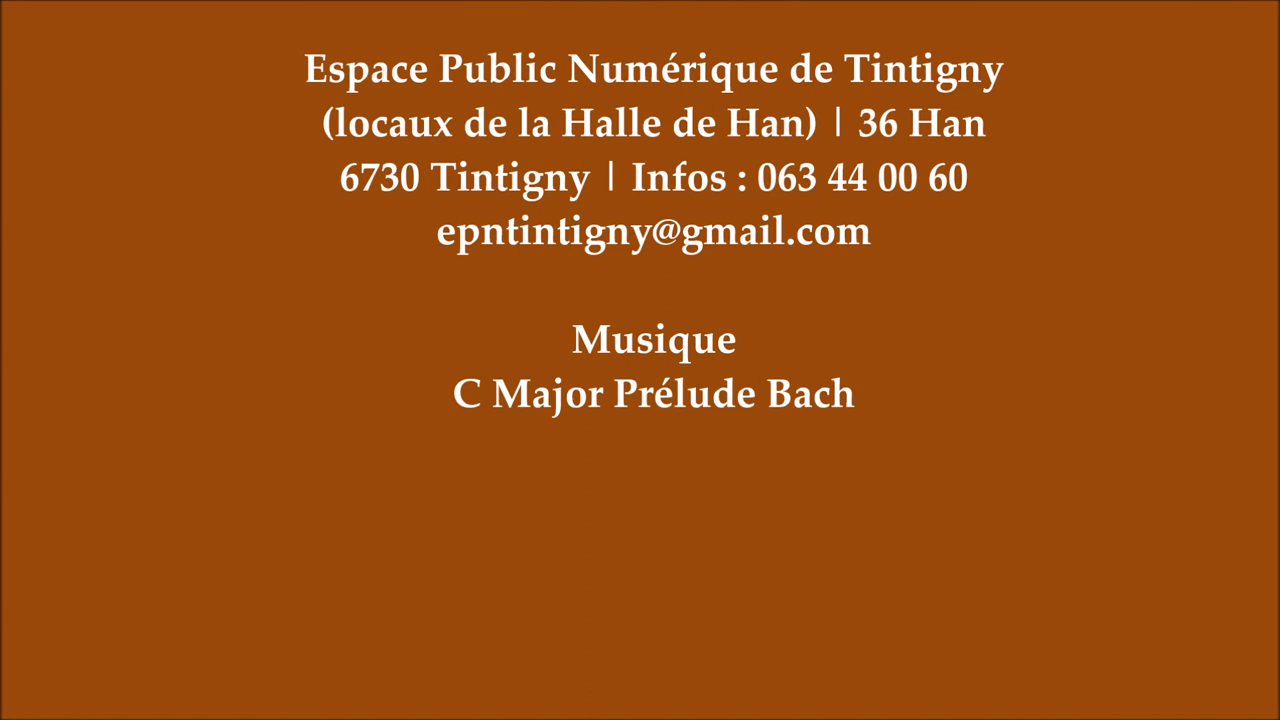 Espace Public Numérique de Tintigny
(locaux de la Halle de Han) | 36 Han
6730 Tintigny | Infos : 063 44 00 60
epntintigny@gmail.com
Musique
C Major Prélude Bach